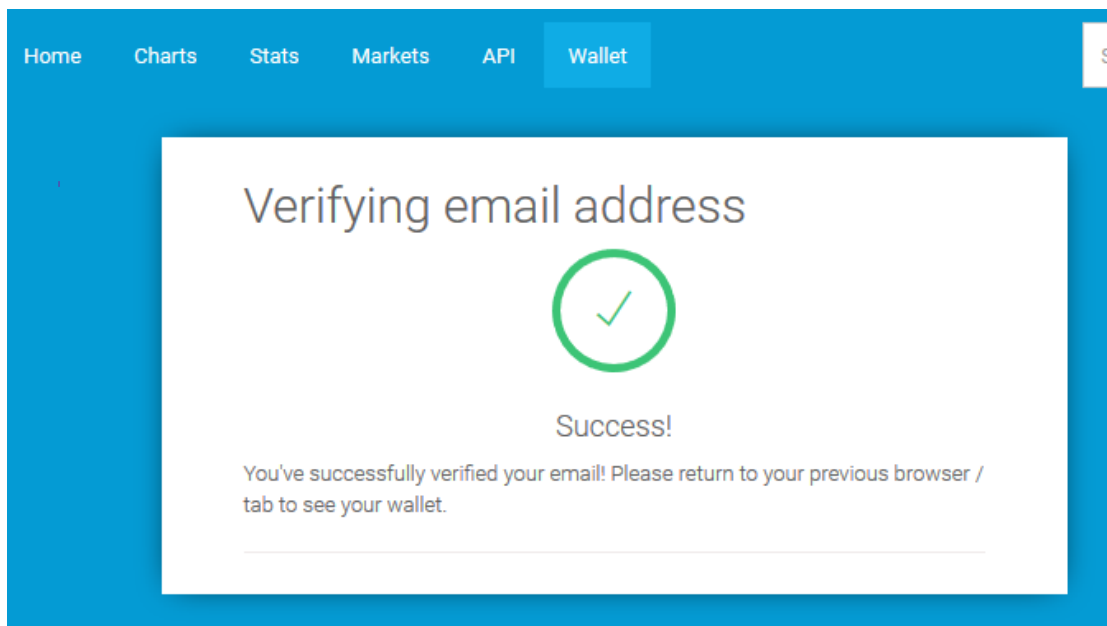 Home Charts Stats Markets API Wallet S
Verifying email address
Success!
You've successfully verified your email! Please return to your previous browser /
tab to see your wallet.